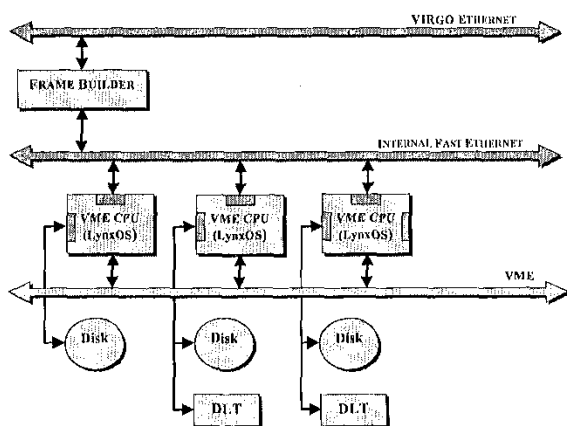 VIRGO ETHERNET
FRAME BUILDER
INTERNAL FAST ETHERNET
VME CPU
(LynxOS)
VME CPU
(LynxOS)
VME CPU
(LynxOS)
VME
Disk
Disk
Disk
DLT
DLT